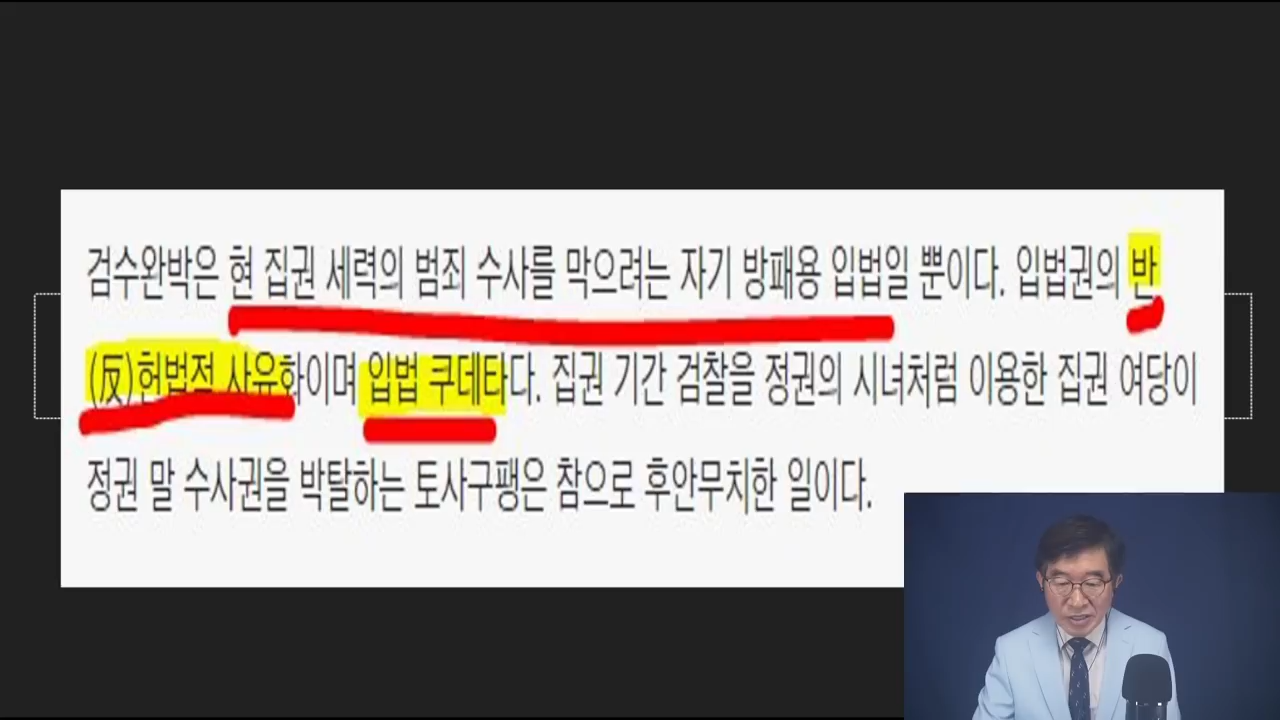 검수완박은 현 집권 세력의 범죄 수사를 막으려는 자기 방패용 입법일 뿐이다. 입법권의 반
(反)헌법적 사유화이며 입법 쿠데타다. 집권 기간 검찰을 정권의 시녀처럼 이용한 집권 여당이
정권 말 수사권을 박탈하는 토사구팽은 참으로 후안무치한 일이다.